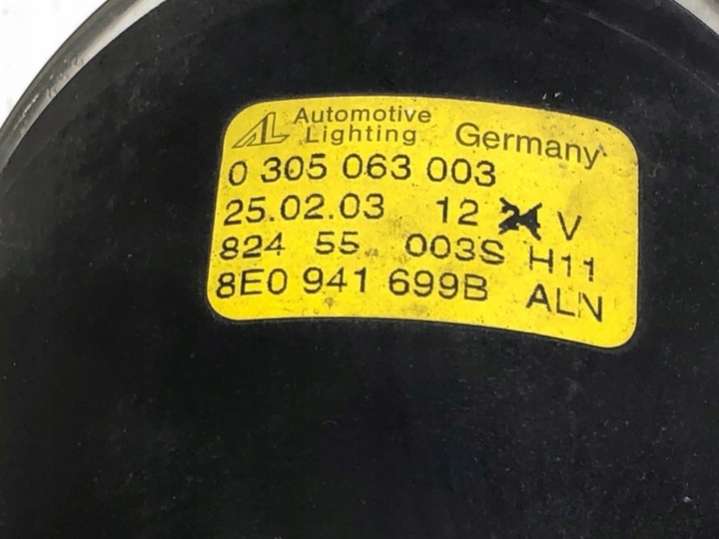 AL Automotive Lighting Germany
0 305 063 003
25.02.03 12 24 V
824 55 003S H11
8E0 941 699B ALN